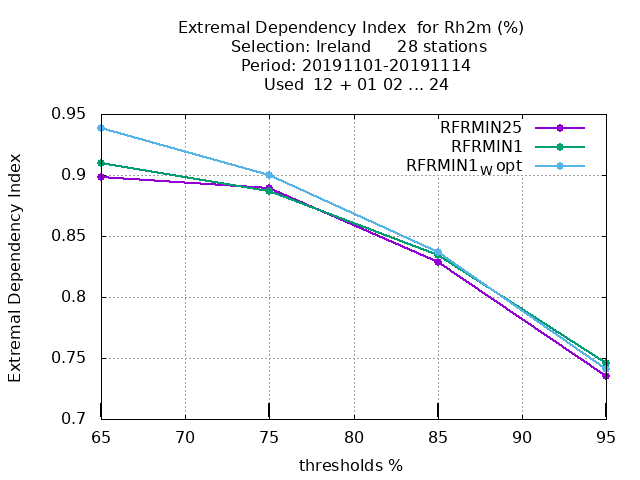 Extremal Dependency Index  for Rh2m (%)
Selection: Ireland     28 stations
Period: 20191101-20191114
Used  12 + 01 02 ... 24
RFRMIN25
RFRMIN1
RFRMIN1W opt
Extremal Dependency Index
0.95
0.9
0.85
0.8
0.75
0.7
65 70 75 80 85 90 95
thresholds %